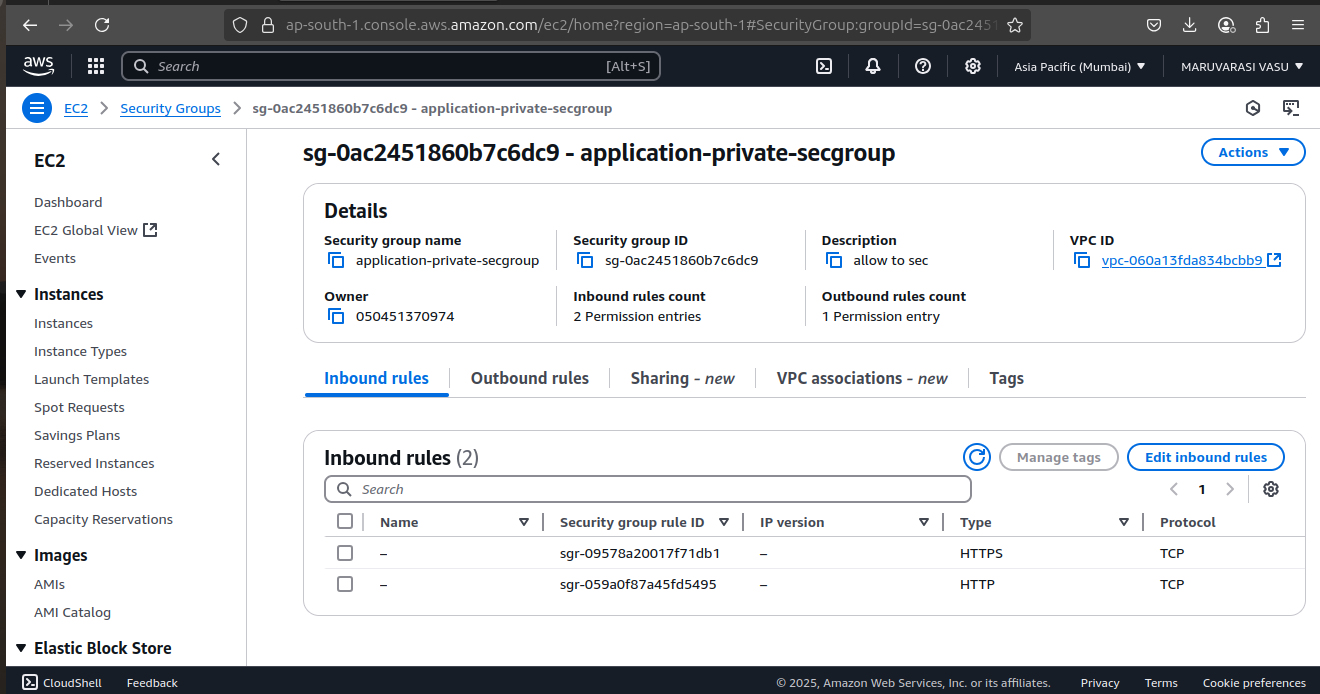 ap-south-1.console.aws.amazon.com/ec2/home?region=ap-south-1#SecurityGroup:groupId=sg-0ac2451
aws
Search [Alt+S]
Asia Pacific (Mumbai)
MARUVARASI VASU
EC2 > Security Groups > sg-0ac2451860b7c6dc9 - application-private-secgroup
EC2
Dashboard
EC2 Global View
Events
Instances
Instances
Instance Types
Launch Templates
Spot Requests
Savings Plans
Reserved Instances
Dedicated Hosts
Capacity Reservations
Images
AMIs
AMI Catalog
Elastic Block Store
sg-0ac2451860b7c6dc9 - application-private-secgroup
Actions
Details
Security group name
application-private-secgroup
Security group ID
sg-0ac2451860b7c6dc9
Description
allow to sec
VPC ID
vpc-060a13fda834bcbb9
Owner
050451370974
Inbound rules count
2 Permission entries
Outbound rules count
1 Permission entry
Inbound rules
Outbound rules
Sharing - new
VPC associations - new
Tags
Inbound rules (2)
Manage tags
Edit inbound rules
Search
1
Name Security group rule ID IP version Type Protocol
– sgr-09578a20017f71db1 – HTTPS TCP
– sgr-059a0f87a45fd5495 – HTTP TCP
CloudShell Feedback © 2025, Amazon Web Services, Inc. or its affiliates. Privacy Terms Cookie preferences